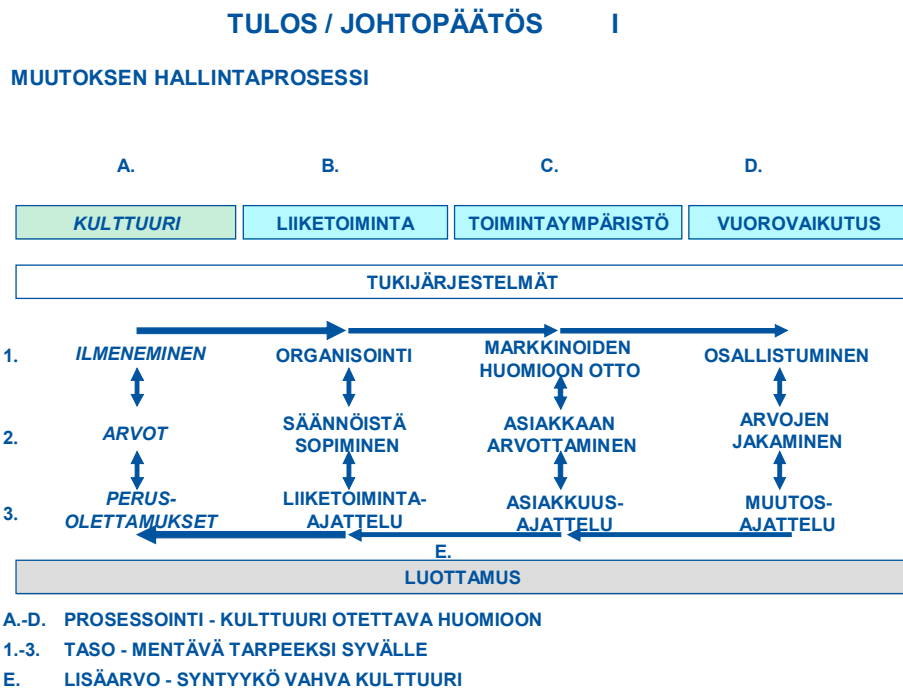 TULOS / JOHTOPÄÄTÖS I
MUUTOKSEN HALLINTAPROSESSI
A. B. C. D.
KULTTUURI LIIKETOIMINTA TOIMINTAYMPÄRISTÖ VUOROVAIKUTUS
TUKIJÄRJESTELMÄT
1. ILMENEMINEN ORGANISOINTI MARKKINOIDEN
HUOMIOON OTTO OSALLISTUMINEN
2. ARVOT SÄÄNNÖISTÄ
SOPIMINEN ASIAKKAAN
ARVOTTAMINEN ARVOJEN
JAKAMINEN
3. PERUS-
OLETTAMUKSET LIIKETOIMINTA-
AJATTELU ASIAKKUUS-
AJATTELU MUUTOS-
AJATTELU
E.
LUOTTAMUS
A.-D. PROSESSOINTI - KULTTUURI OTETTAVA HUOMIOON
1.-3. TASO - MENTÄVÄ TARPEEKSI SYVÄLLE
E. LISÄARVO - SYNTYYKÖ VAHVA KULTTUURI